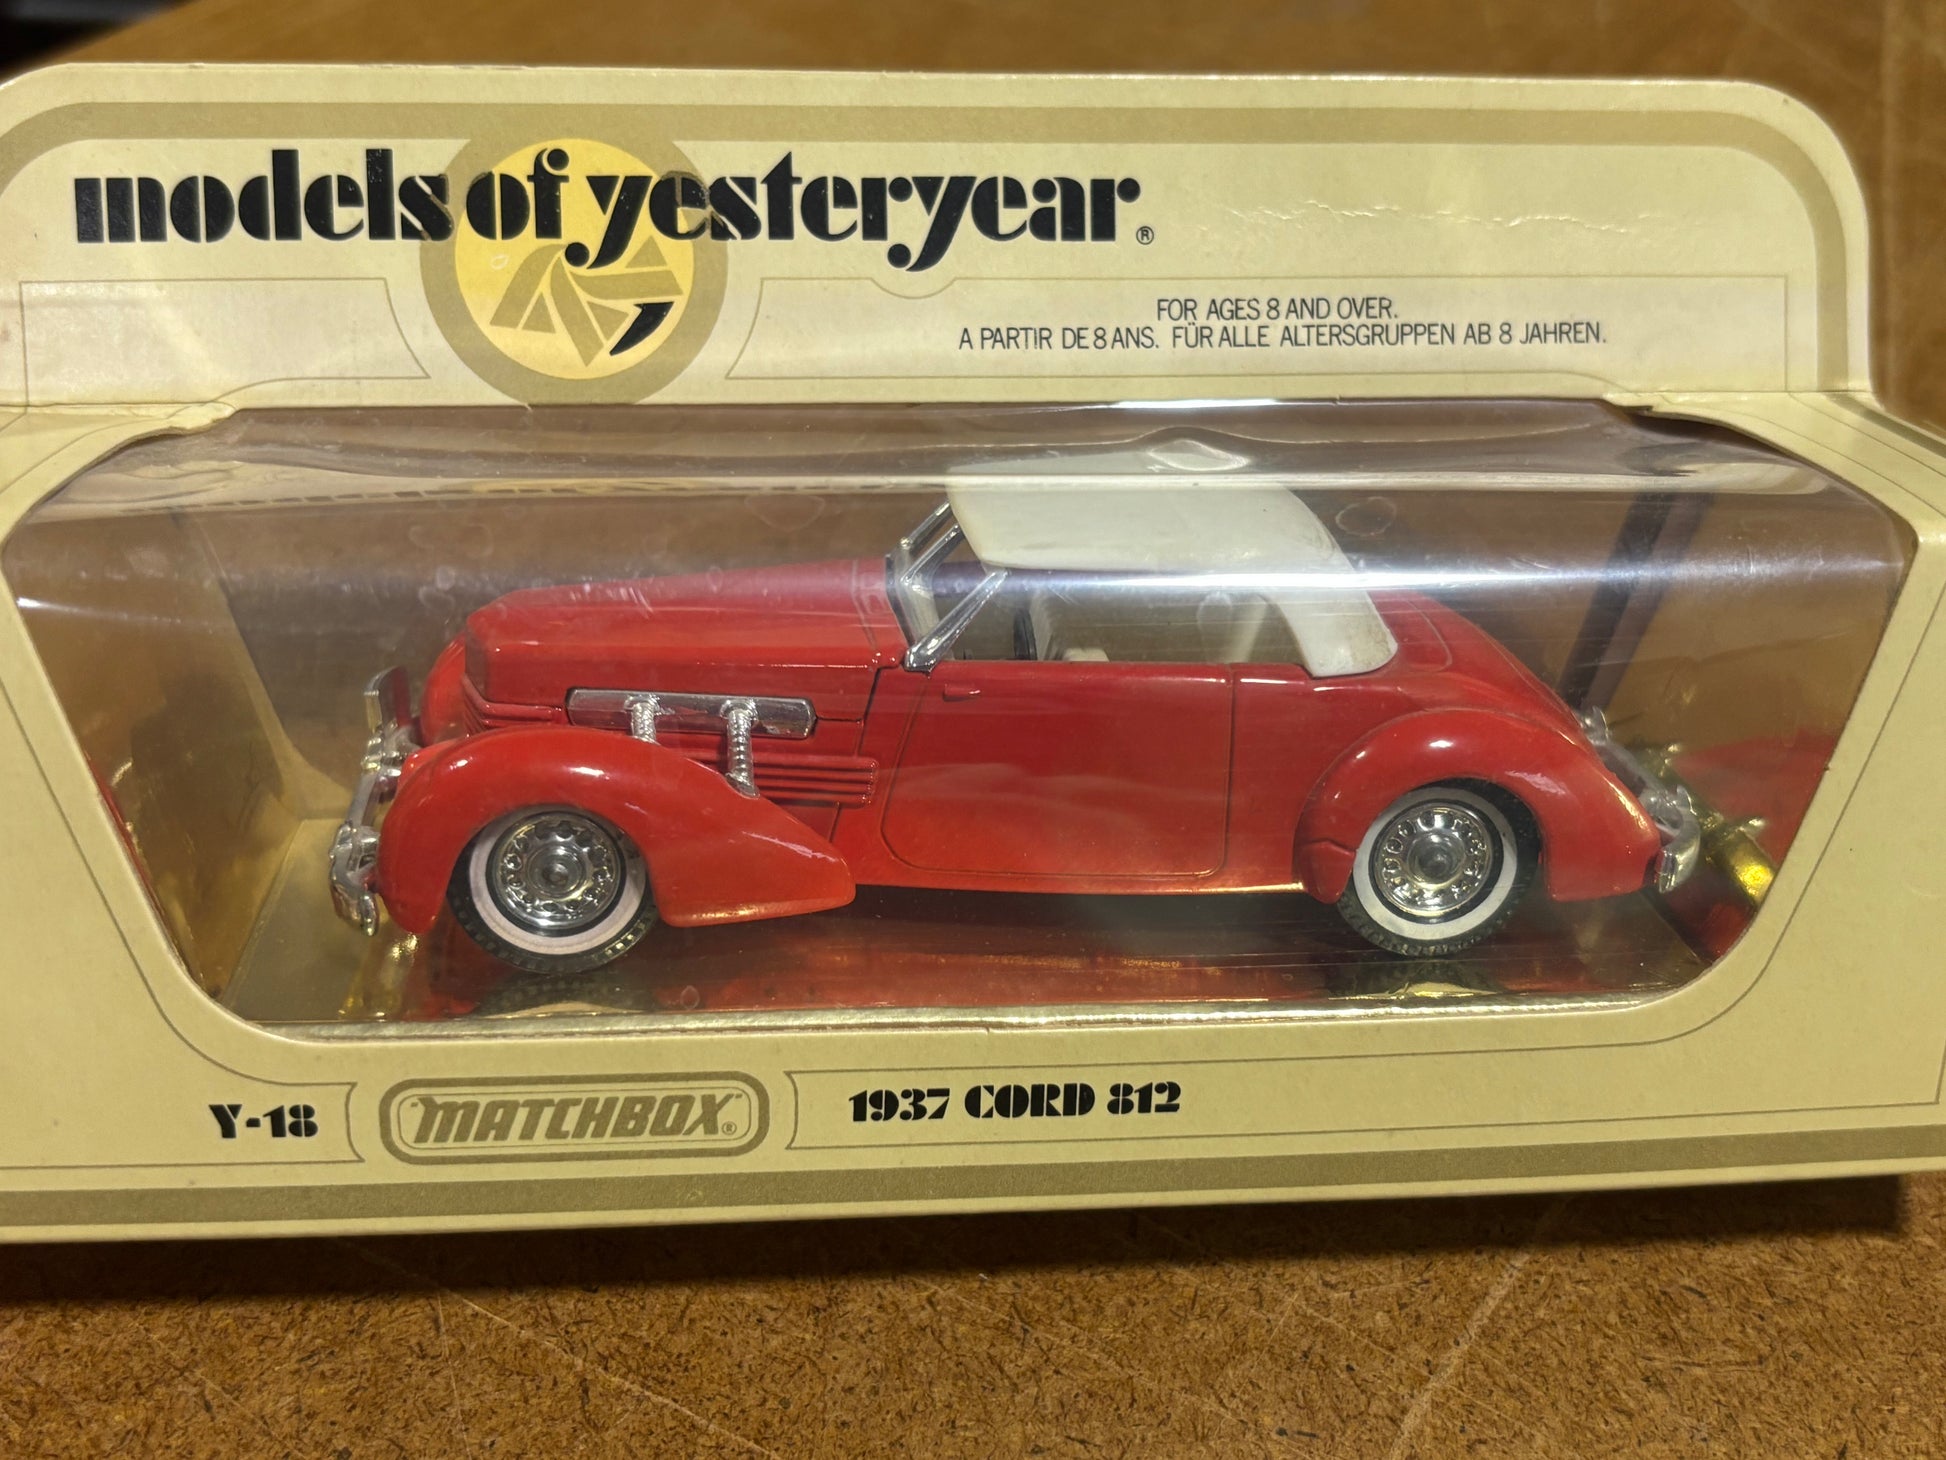 models of yesteryear®
FOR AGES 8 AND OVER.
A PARTIR DE 8 ANS. FÜR ALLE ALTERSGRUPPEN AB 8 JAHREN.
Y-18 "MATCHBOX"® 1937 CORD 812